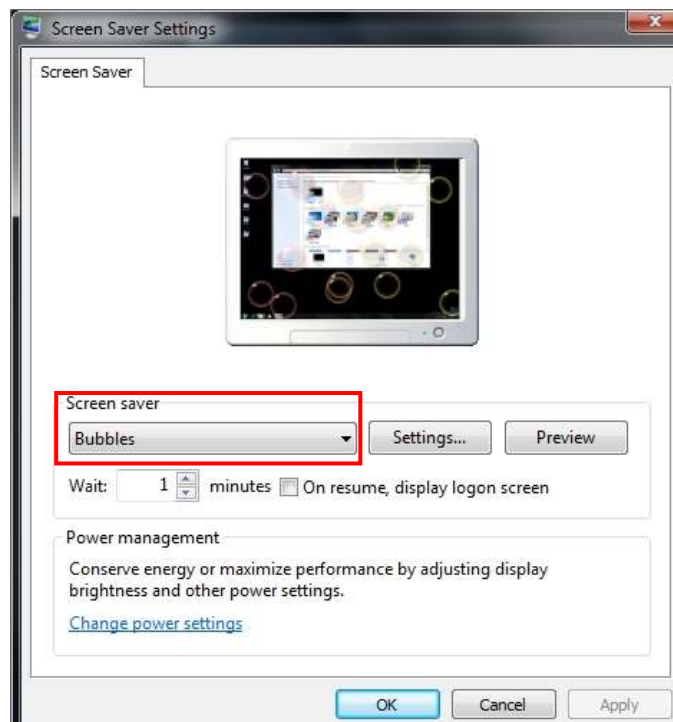 Screen Saver Settings
Screen Saver
Screen saver
Bubbles
Settings...
Preview
Wait: 1 minutes On resume, display logon screen
Power management
Conserve energy or maximize performance by adjusting display
brightness and other power settings.
Change power settings
OK
Cancel
Apply